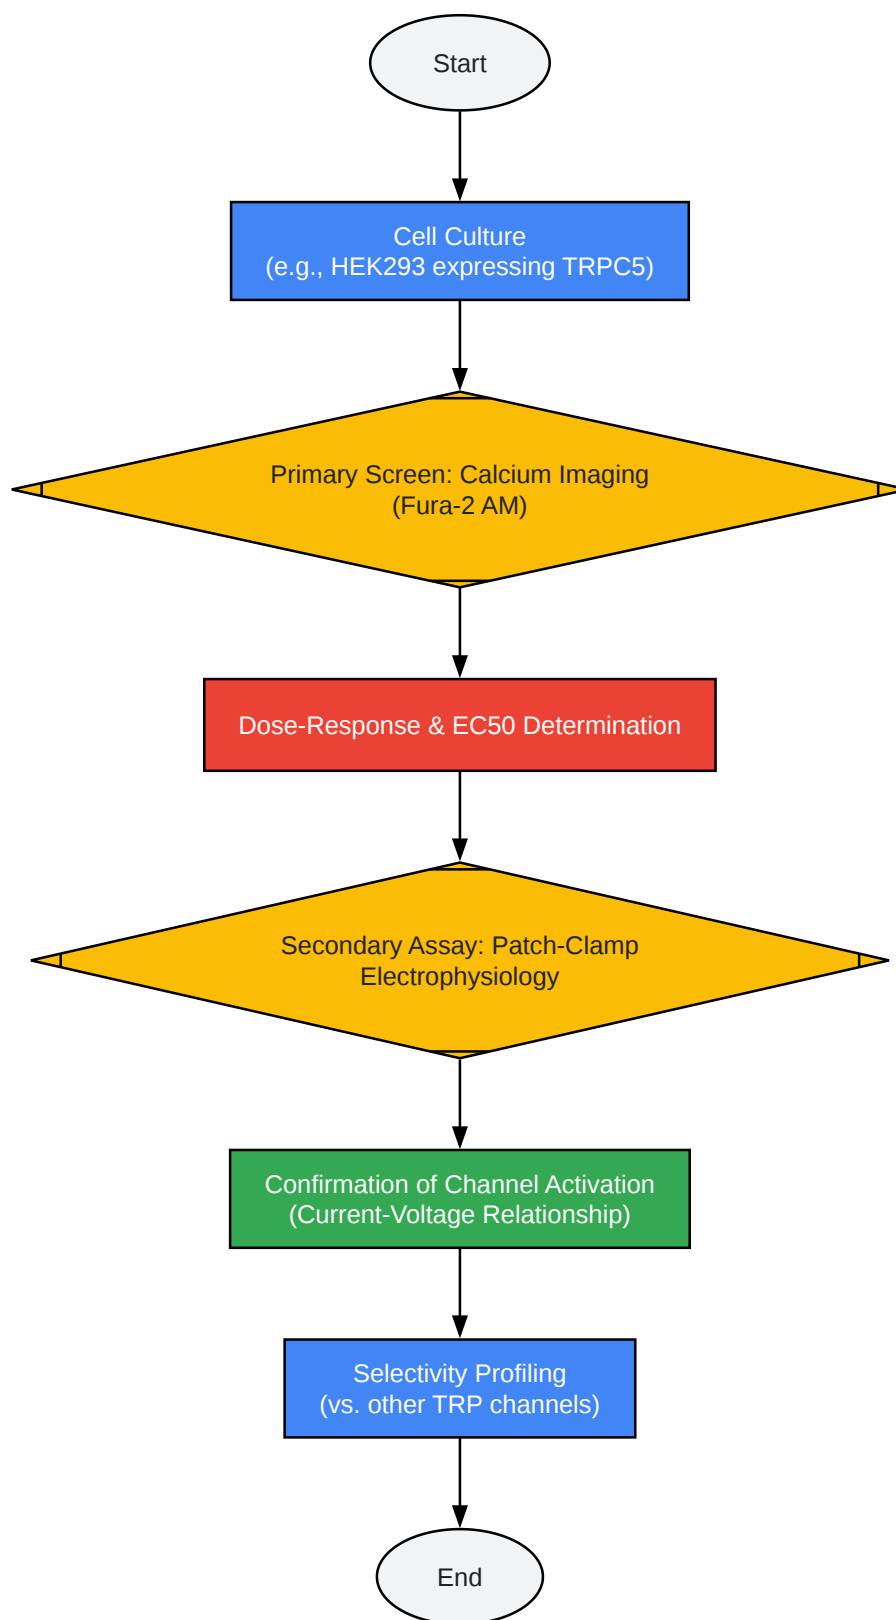 Start
Cell Culture
(e.g., HEK293 expressing TRPC5)
Primary Screen: Calcium Imaging
(Fura-2 AM)
Dose-Response & EC50 Determination
Secondary Assay: Patch-Clamp
Electrophysiology
Confirmation of Channel Activation
(Current-Voltage Relationship)
Selectivity Profiling
(vs. other TRP channels)
End